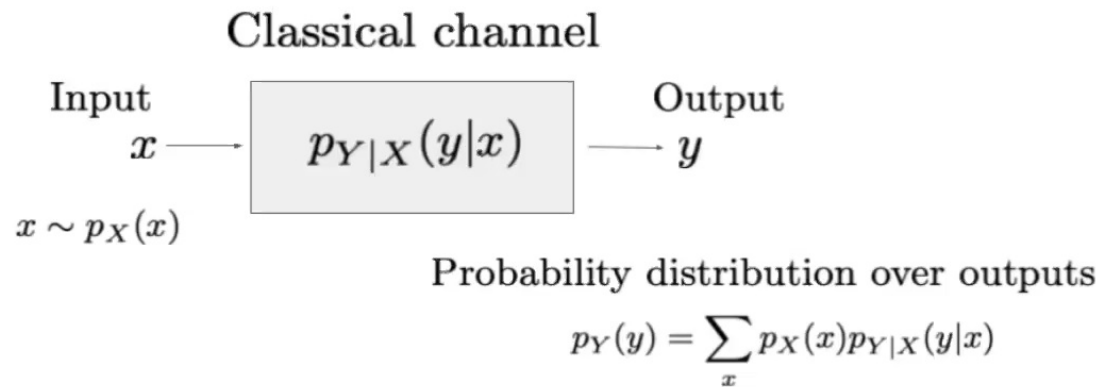 Classical channel
Input
Output
x
p_{Y|X}(y|x)
y
x ~ p_X(x)
Probability distribution over outputs
p_Y(y) = ∑_x p_X(x)p_{Y|X}(y|x)